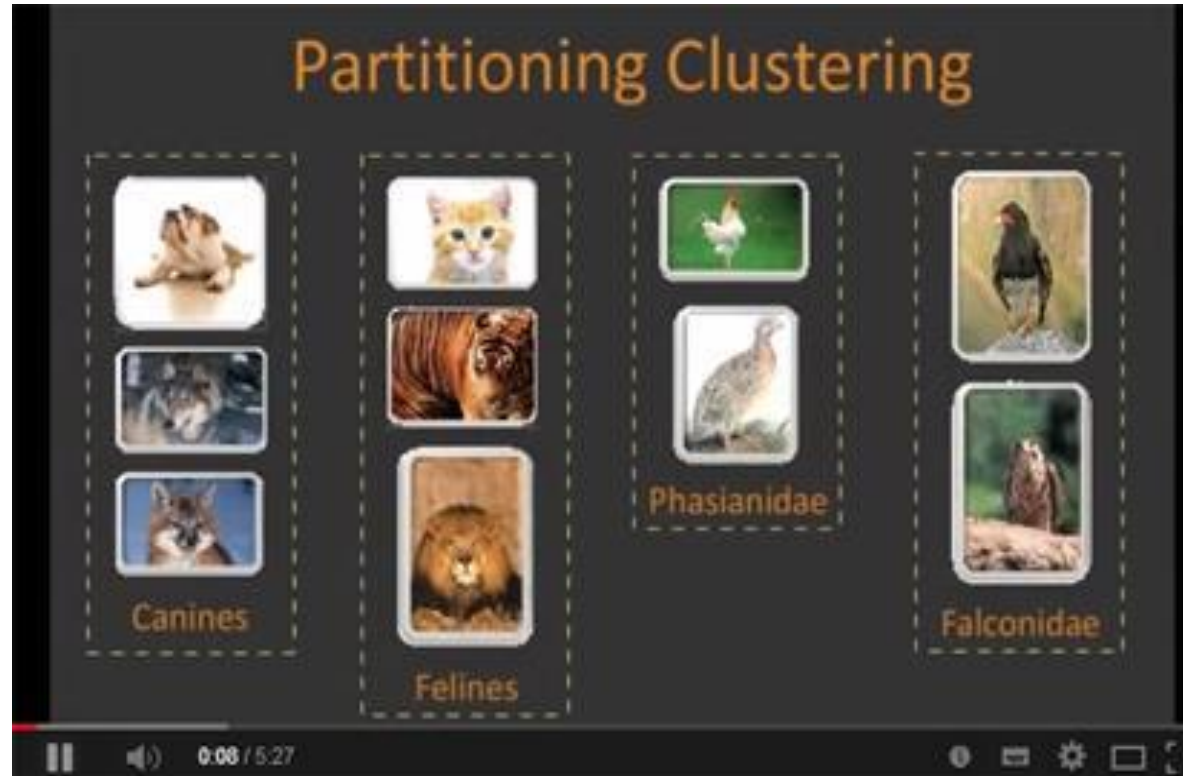 Partitioning Clustering
Canines
Felines
Phasianidae
Falconidae
0:08 / 5:27